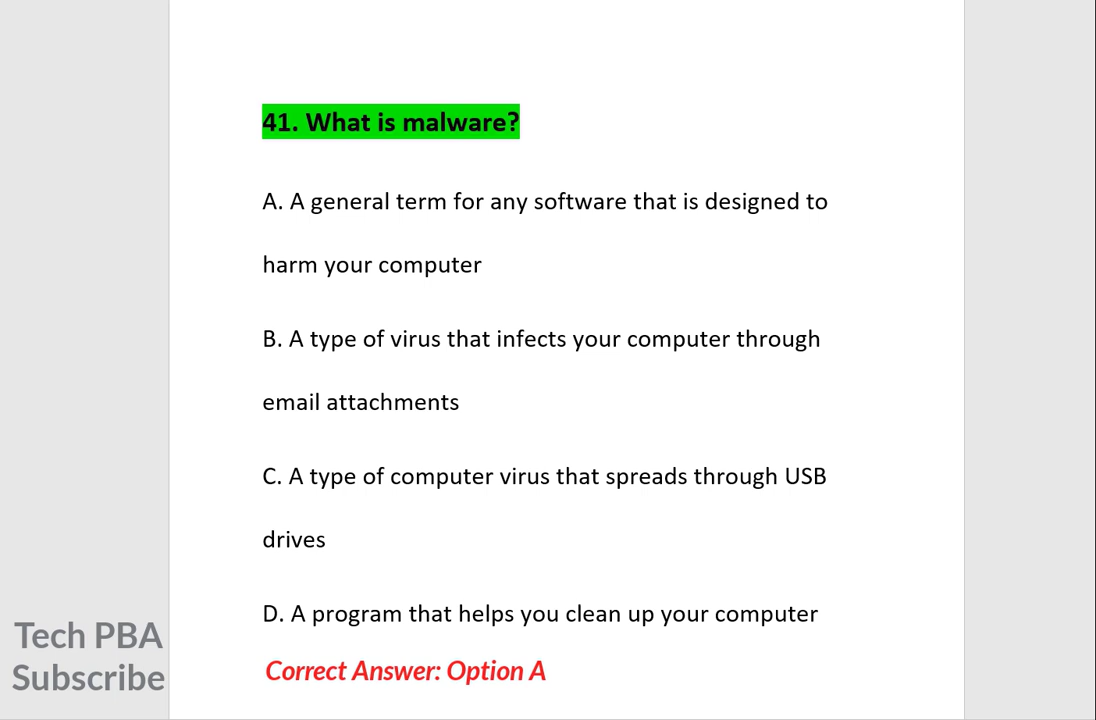 41. What is malware?
A. A general term for any software that is designed to
harm your computer
B. A type of virus that infects your computer through
email attachments
C. A type of computer virus that spreads through USB
drives
D. A program that helps you clean up your computer
Correct Answer: Option A
Tech PBA
Subscribe